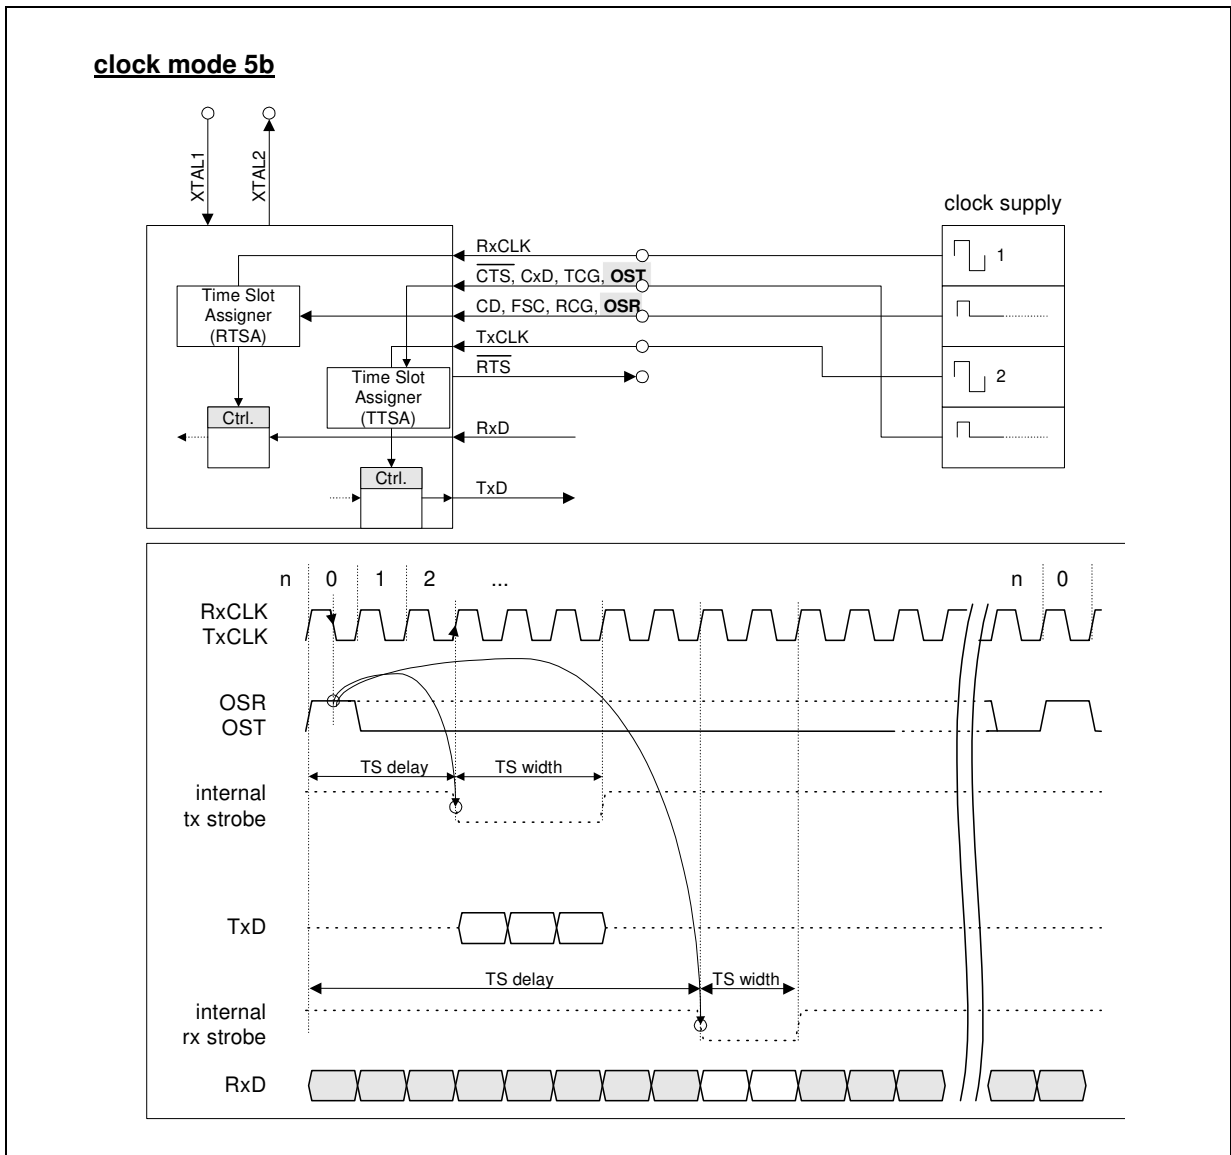 clock mode 5b
XTAL1
XTAL2
clock supply
RxCLK
1
CTS, CxD, TCG, OST
Time Slot
Assigner
(RTSA)
CD, FSC, RCG, OSR
TxCLK
RTS
2
Time Slot
Assigner
(TTSA)
Ctrl.
RxD
Ctrl.
TxD
n 0 1 2 ... n 0
RxCLK
TxCLK
OSR
OST
TS delay TS width
internal
tx strobe
TxD
TS delay TS width
internal
rx strobe
RxD